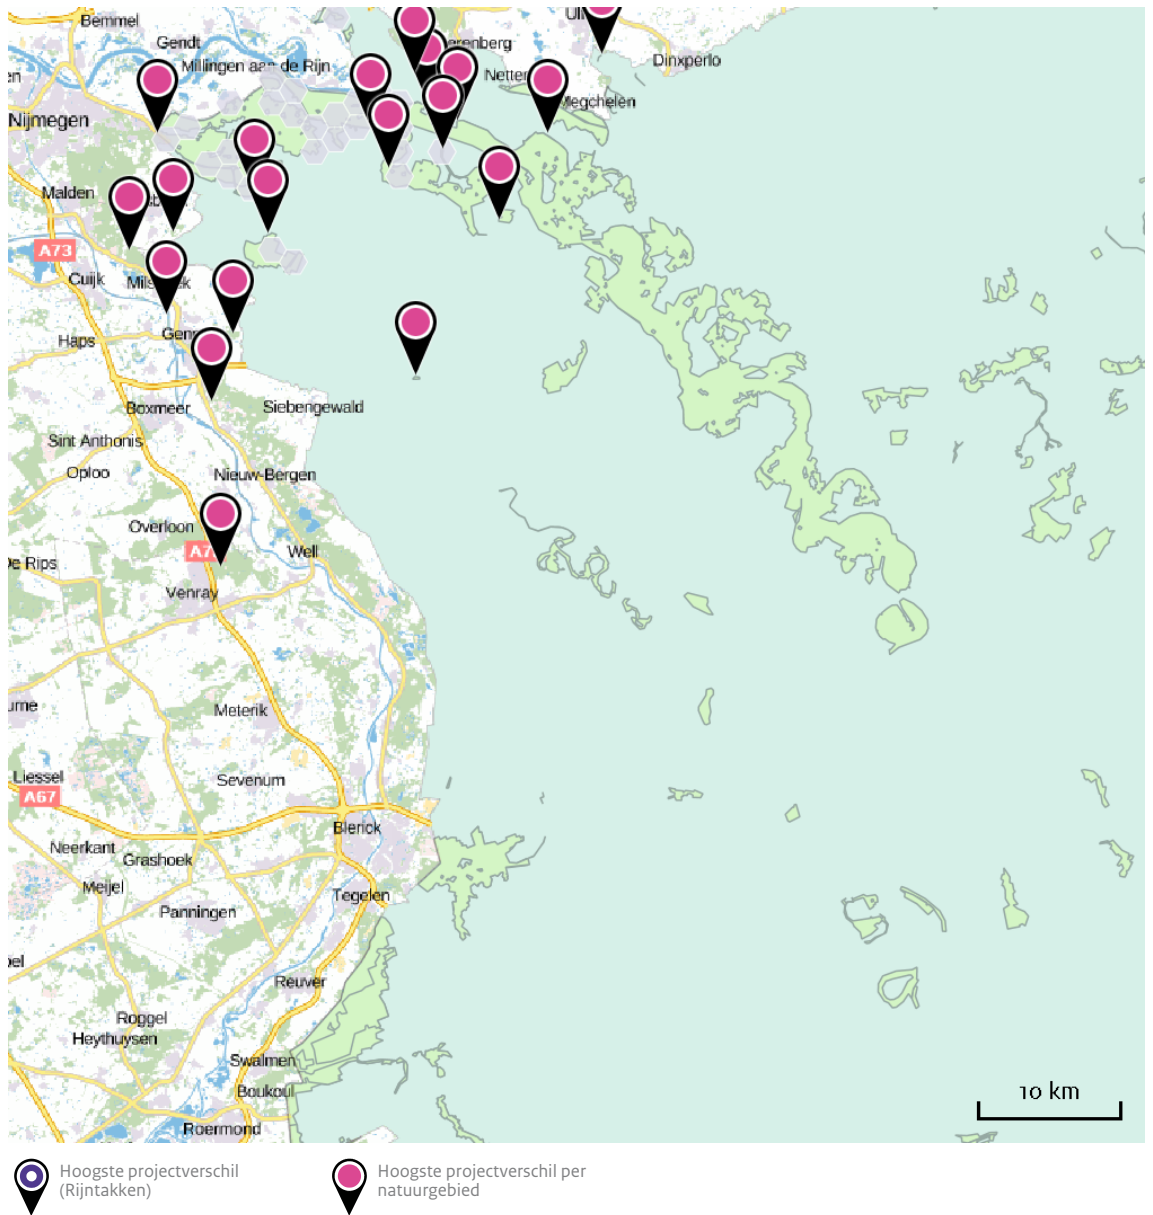 Bemmel
Gendt
Dinxperlo
Millingen aan de Rijn
Megchelen
Nijmegen
Malden
A73
Cuijk
Haps
Boxmeer
Siebengewald
Sint Anthonis
Oploo
Nieuw-Bergen
Overloon
Well
De Rips
Venray
Meterik
Liessel
Sevenum
A67
Blerick
Neerkant
Grashoek
Meijel
Tegelen
Panningen
Reuver
Roggel
Heythuysen
Swalmen
Boukoul
Roermond
10 km
Hoogste projectverschil
(Rijntakken)
Hoogste projectverschil per
natuurgebied